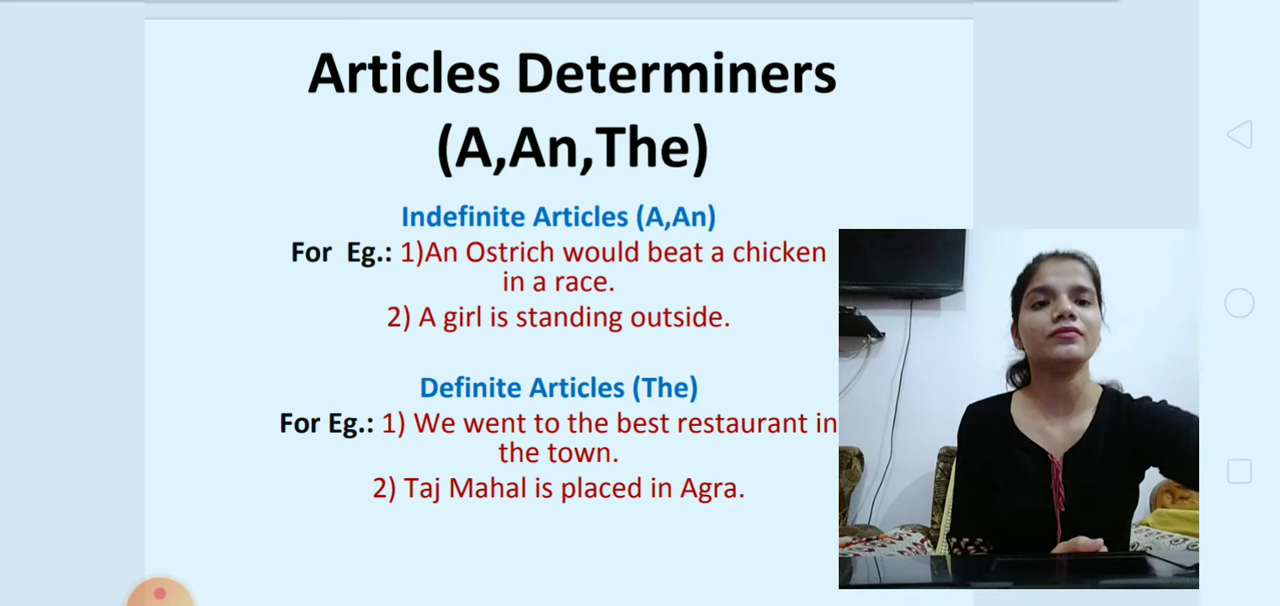 Articles Determiners
(A,An,The)
Indefinite Articles (A,An)
For Eg.: 1)An Ostrich would beat a chicken
in a race.
2) A girl is standing outside.
Definite Articles (The)
For Eg.: 1) We went to the best restaurant in
the town.
2) Taj Mahal is placed in Agra.